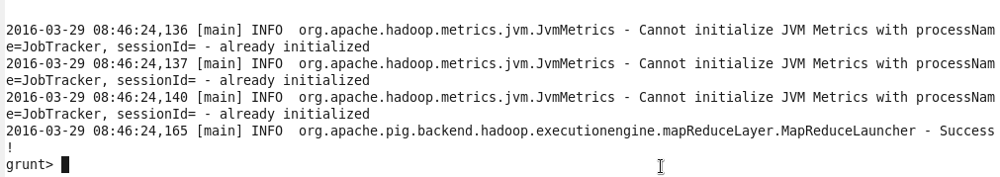 2016-03-29 08:46:24,136 [main] INFO  org.apache.hadoop.metrics.jvm.JvmMetrics - Cannot initialize JVM Metrics with processNam
e=JobTracker, sessionId= - already initialized
2016-03-29 08:46:24,137 [main] INFO  org.apache.hadoop.metrics.jvm.JvmMetrics - Cannot initialize JVM Metrics with processNam
e=JobTracker, sessionId= - already initialized
2016-03-29 08:46:24,140 [main] INFO  org.apache.hadoop.metrics.jvm.JvmMetrics - Cannot initialize JVM Metrics with processNam
e=JobTracker, sessionId= - already initialized
2016-03-29 08:46:24,165 [main] INFO  org.apache.pig.backend.hadoop.executionengine.mapReduceLayer.MapReduceLauncher - Success
!
grunt>